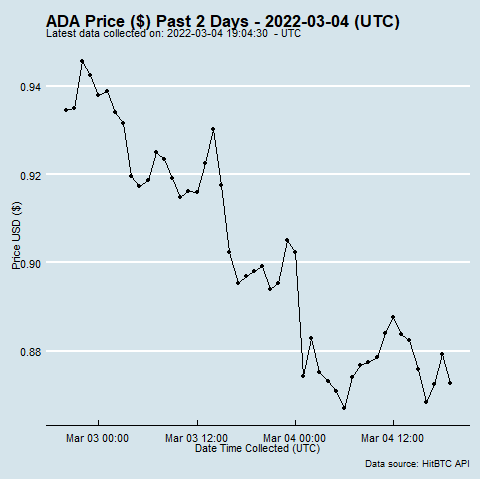 ADA Price ($) Past 2 Days - 2022-03-04 (UTC)
Latest data collected on: 2022-03-04 19:04:30  - UTC
0.94
0.92
0.90
0.88
Price USD ($)
Mar 03 00:00
Mar 03 12:00
Mar 04 00:00
Mar 04 12:00
Date Time Collected (UTC)
Data source: HitBTC API